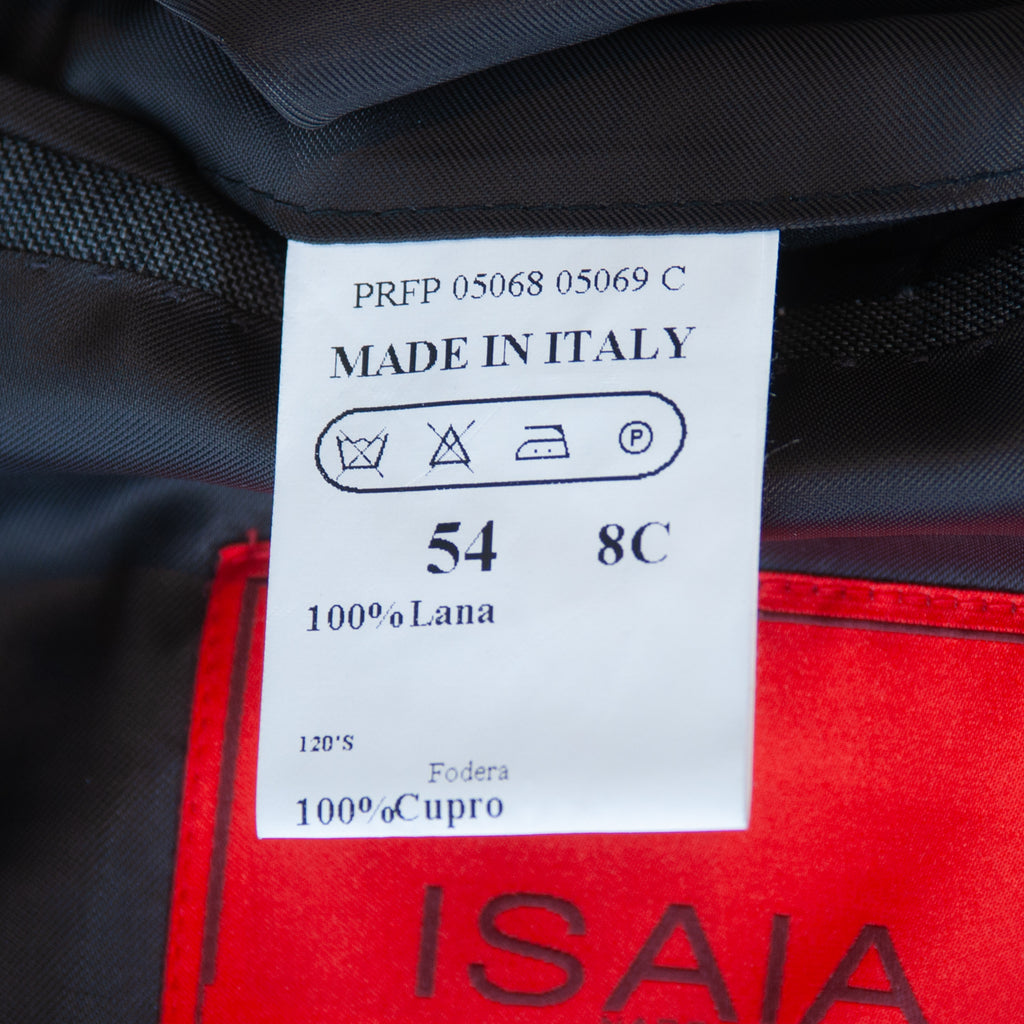 PRFP 05068 05069 C
MADE IN ITALY
P
54 8C
100% Lana
120'S
Fodera
100%Cupro
ISAIA